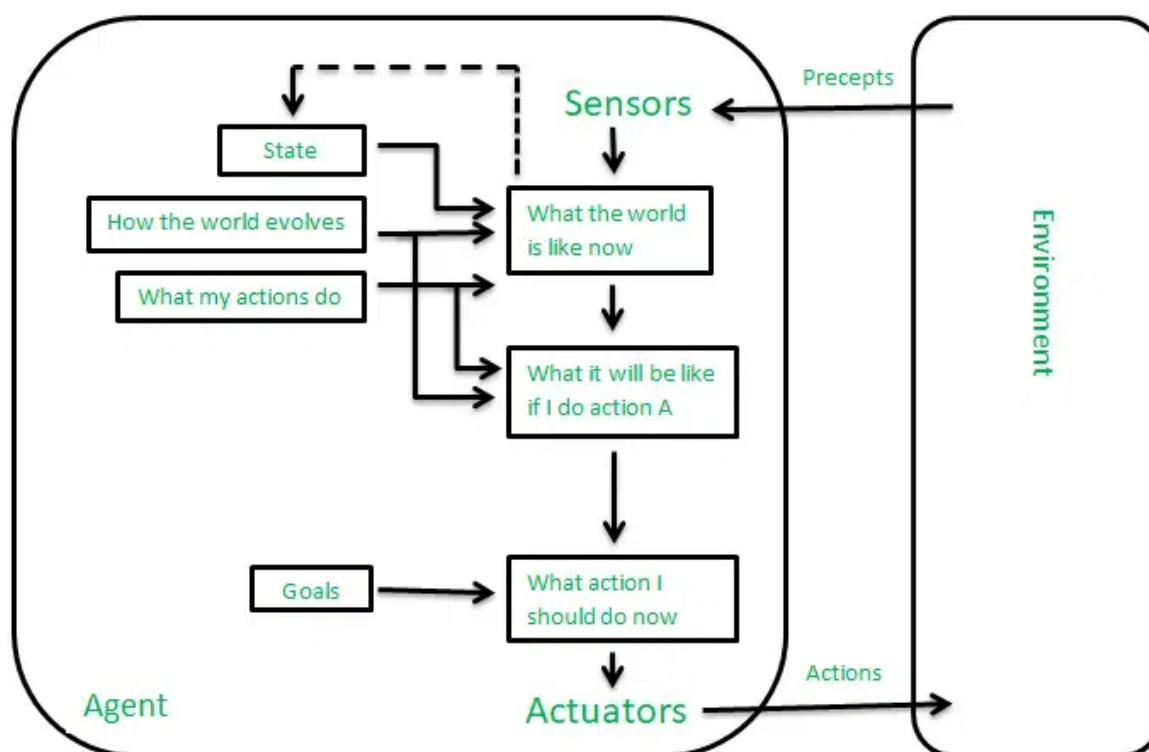 Precepts
Sensors
State
How the world evolves
What the world
is like now
What my actions do
What it will be like
if I do action A
Environment
Goals
What action I
should do now
Actions
Agent
Actuators